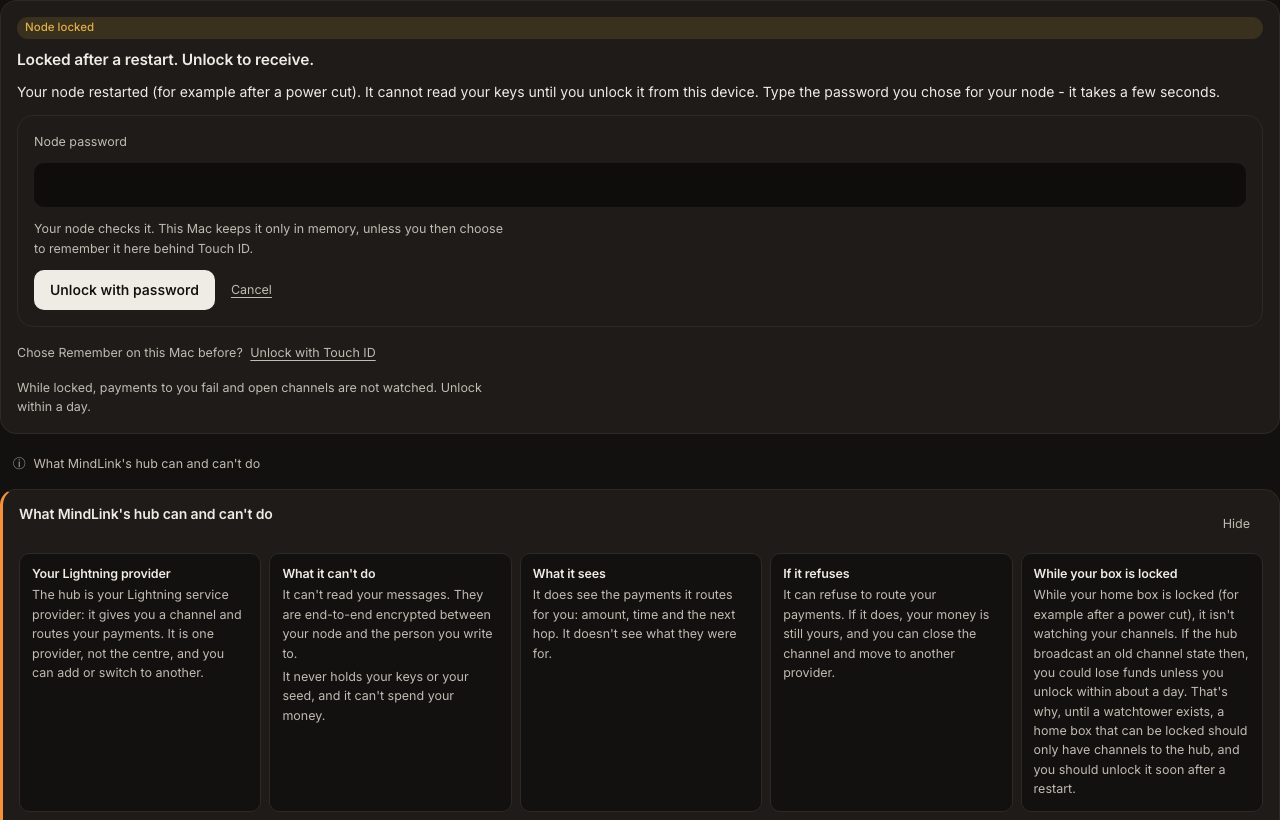 Node locked
Locked after a restart. Unlock to receive.
Your node restarted (for example after a power cut). It cannot read your keys until you unlock it from this device. Type the password you chose for your node - it takes a few seconds.
Node password
Your node checks it. This Mac keeps it only in memory, unless you then choose
to remember it here behind Touch ID.
Unlock with password
Cancel
Chose Remember on this Mac before? Unlock with Touch ID
While locked, payments to you fail and open channels are not watched. Unlock
within a day.
ⓘ What MindLink's hub can and can't do
What MindLink's hub can and can't do
Hide
Your Lightning provider
The hub is your Lightning service
provider: it gives you a channel and
routes your payments. It is one
provider, not the centre, and you
can add or switch to another.
What it can't do
It can't read your messages. They
are end-to-end encrypted between
your node and the person you write
to.
It never holds your keys or your
seed, and it can't spend your
money.
What it sees
It does see the payments it routes
for you: amount, time and the next
hop. It doesn't see what they were
for.
If it refuses
It can refuse to route your
payments. If it does, your money is
still yours, and you can close the
channel and move to another
provider.
While your box is locked
While your home box is locked (for
example after a power cut), it isn't
watching your channels. If the hub
broadcast an old channel state then,
you could lose funds unless you
unlock within about a day. That's
why, until a watchtower exists, a
home box that can be locked should
only have channels to the hub, and
you should unlock it soon after a
restart.